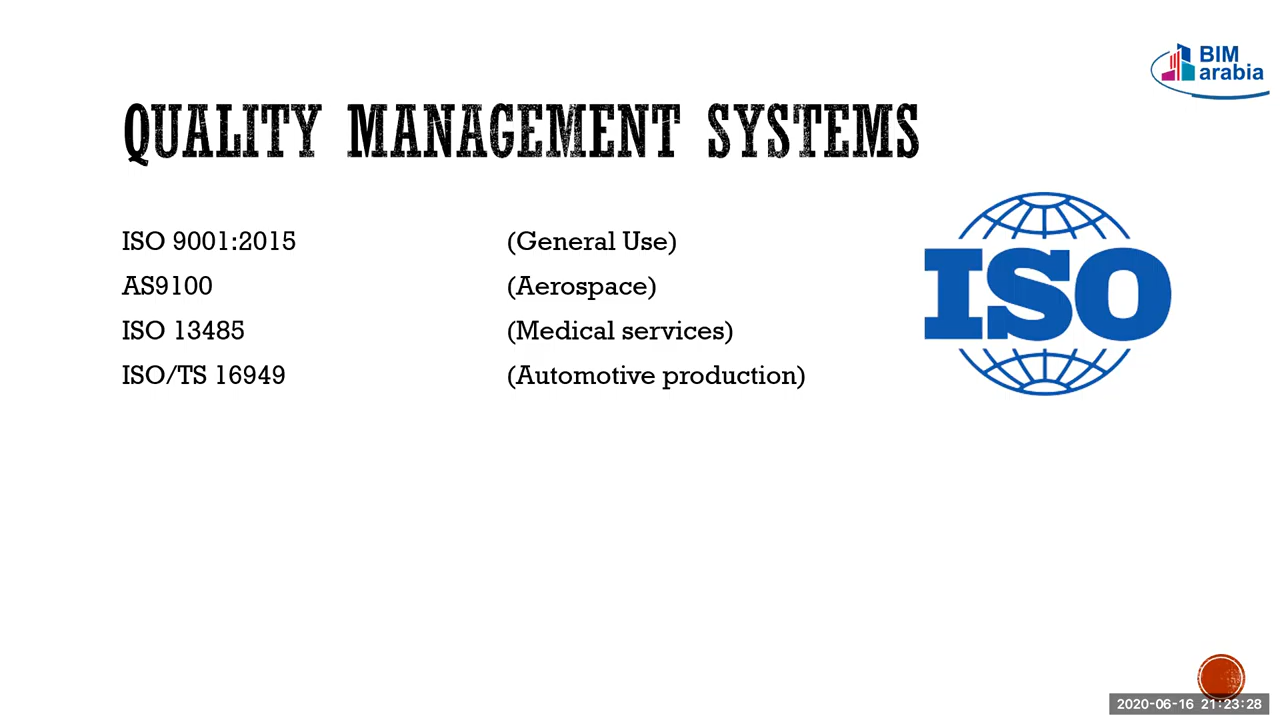 BIM
arabia
QUALITY MANAGEMENT SYSTEMS
ISO 9001:2015 (General Use)
AS9100 (Aerospace)
ISO 13485 (Medical services)
ISO/TS 16949 (Automotive production)
ISO
2020-06-16 21:23:28